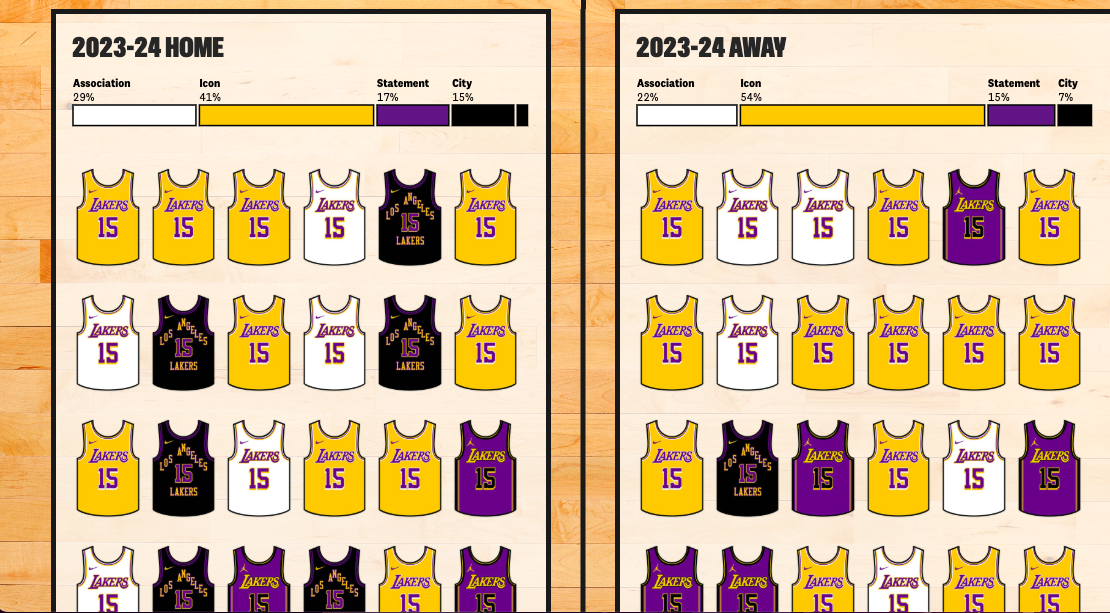 2023-24 HOME
Association Icon Statement City
29% 41% 17% 15%
LAKERS LAKERS LAKERS LAKERS LOS ANGELES LAKERS
15 15 15 15 15 15
LAKERS
LAKERS LOS ANGELES LAKERS LAKERS LOS ANGELES LAKERS
15 15 15 15 15 15
LAKERS LAKERS
LAKERS LOS ANGELES LAKERS LAKERS LAKERS LAKERS
15 15 15 15 15 15
LAKERS
LAKERS LOS ANGELES LAKERS LOS ANGELES LAKERS LAKERS
15 15 15 15 15 15
2023-24 AWAY
Association Icon Statement City
22% 54% 15% 7%
LAKERS LAKERS LAKERS LAKERS LAKERS LAKERS
15 15 15 15 15 15
LAKERS LAKERS LAKERS LAKERS LAKERS LAKERS
15 15 15 15 15 15
LAKERS LOS ANGELES LAKERS LAKERS LAKERS LAKERS
15 15 15 15 15 15
LAKERS
LAKERS LAKERS LAKERS LAKERS LAKERS LAKERS
15 15 15 15 15 15